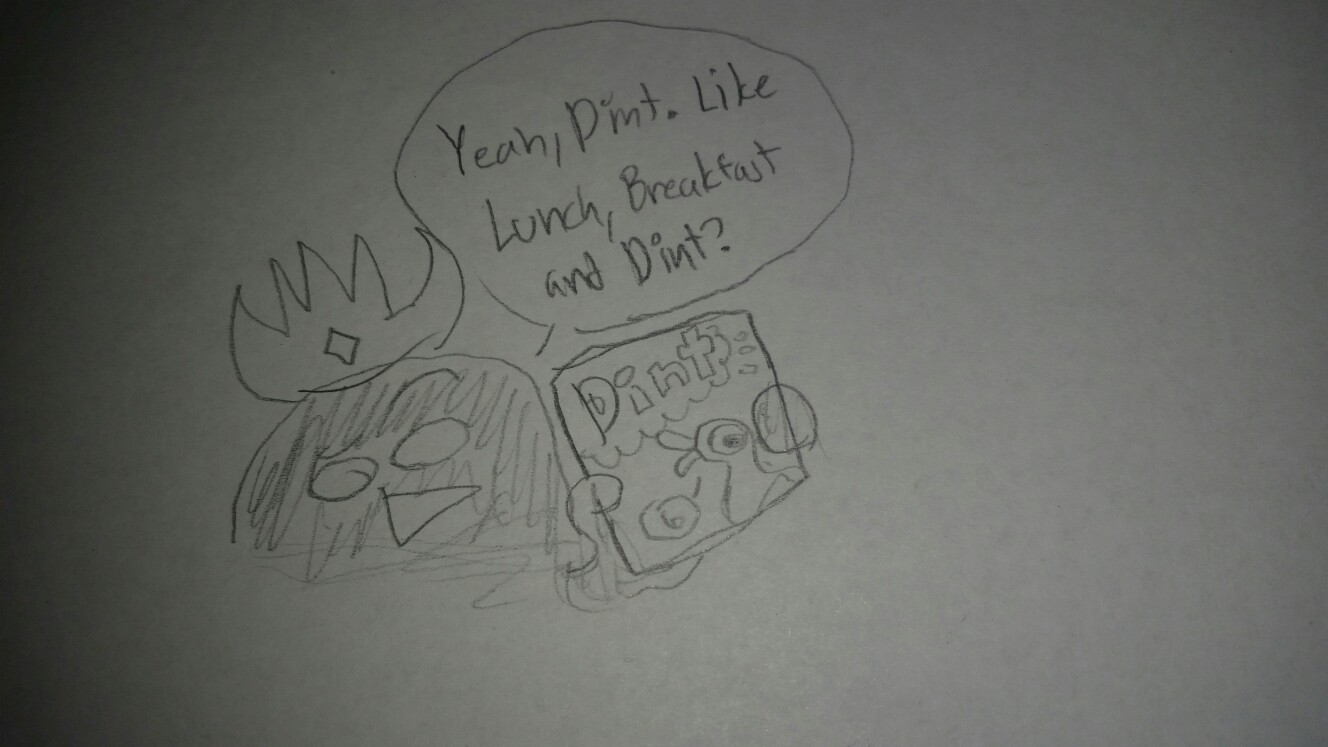 Yeah, Dint. Like
Lunch, Breakfast
and Dint?
Dint